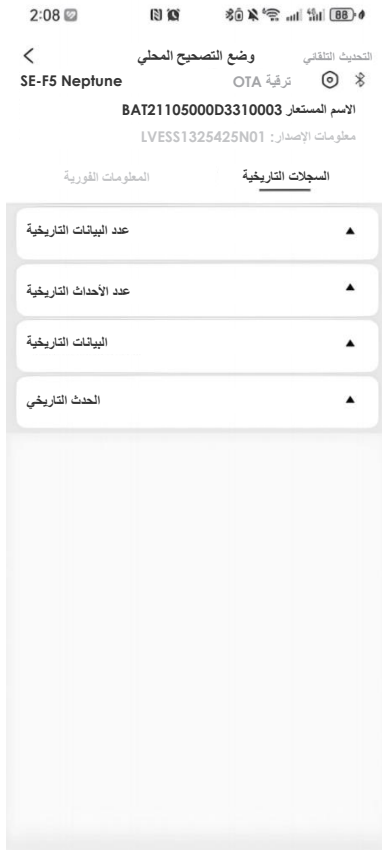 2:08 88
وضع التصحيح المحلي التحديث التلقائي
SE-F5 Neptune ترقية OTA
الاسم المستعار BAT21105000D3310003
معلومات الإصدار: LVESS1325425N01
السجلات التاريخية المعلومات الفورية
عدد البيانات التاريخية
عدد الأحداث التاريخية
البيانات التاريخية
الحدث التاريخي